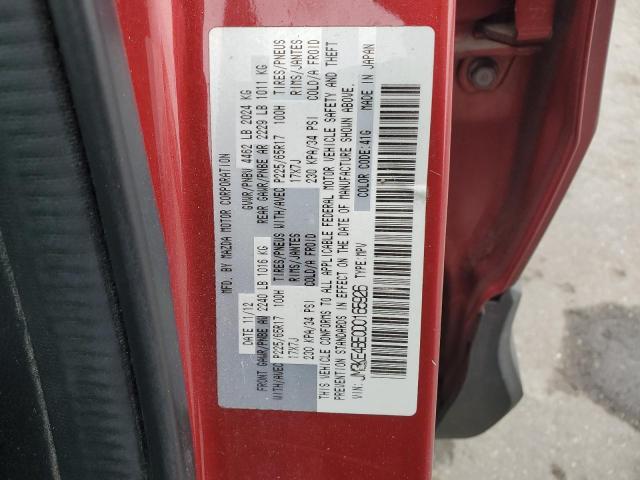 MFD. BY MAZDA MOTOR CORPORATION
DATE 11/12 GVWR/PNBV 4462 LB 2024 KG
FRONT GAWR/PNBE AV 2240 LB 1016 KG REAR GAWR/PNBE AR 2229 LB 1011 KG
WITH/AVEC P225/65R17 100H TIRES/PNEUS WITH/AVEC P225/65R17 100H TIRES/PNEUS
17X7J RIMS/JANTES 17X7J RIMS/JANTES
230 KPA/34 PSI COLD/A FROID 230 KPA/34 PSI COLD/A FROID
THIS VEHICLE CONFORMS TO ALL APPLICABLE FEDERAL MOTOR VEHICLE SAFETY AND THEFT
PREVENTION STANDARDS IN EFFECT ON THE DATE OF MANUFACTURE SHOWN ABOVE.
COLOR CODE: 41G MADE IN JAPAN
VIN: TYPE: MPV